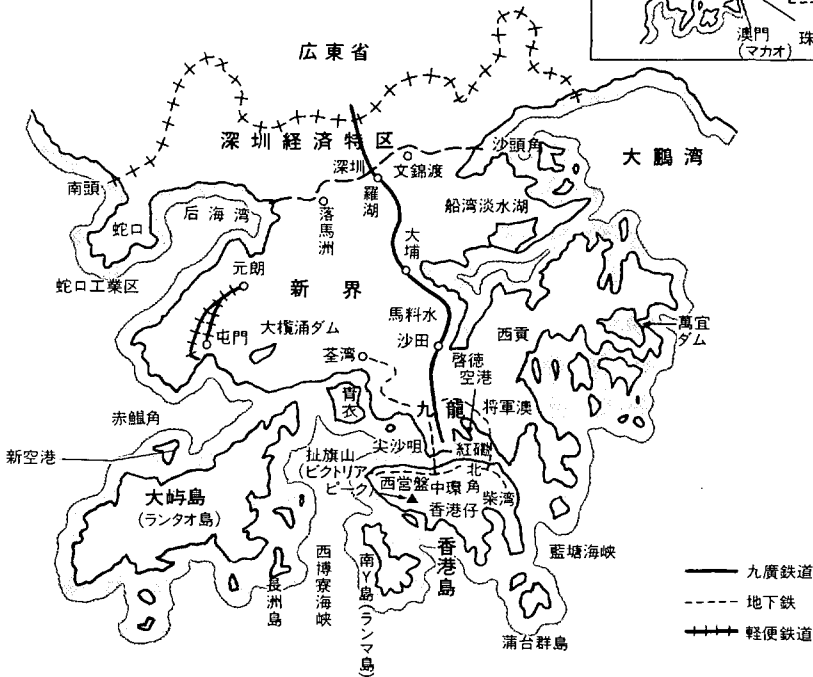 広東省
澳門
(マカオ)
珠
深圳経済特区
沙頭角
大鵬湾
深圳
文錦渡
南頭
羅湖
船湾淡水湖
后海湾
落馬洲
蛇口
大埔
蛇口工業区
元朗
新界
馬料水
萬宜
ダム
屯門
大欖涌ダム
沙田
西貢
荃湾
啓徳
空港
青衣
九龍
将軍澳
赤鱲角
新空港
尖沙咀
紅磡
扯旗山
(ビクトリア
ピーク)
西営盤
中環
北角
柴湾
大屿島
(ランタオ島)
香港仔
香港島
藍塘海峡
長洲島
西博寮海峡
南Y島(ランマ島)
蒲台群島
九廣鉄道
地下鉄
軽便鉄道